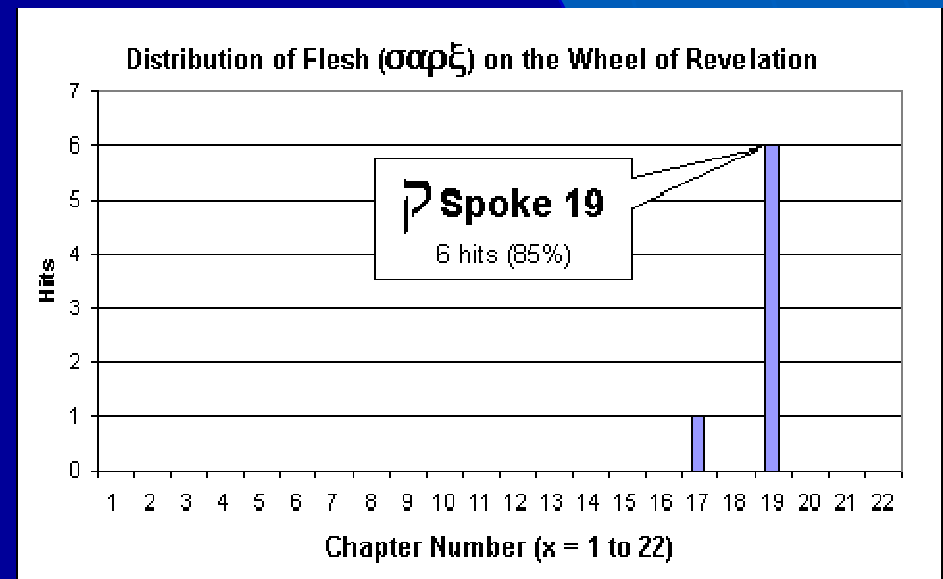 Distribution of Flesh (σαρξ) on the Wheel of Revelation
7
6
5
4
3
2
1
0
Hits
ק Spoke 19
6 hits (85%)
1 2 3 4 5 6 7 8 9 10 11 12 13 14 15 16 17 18 19 20 21 22
Chapter Number (x = 1 to 22)